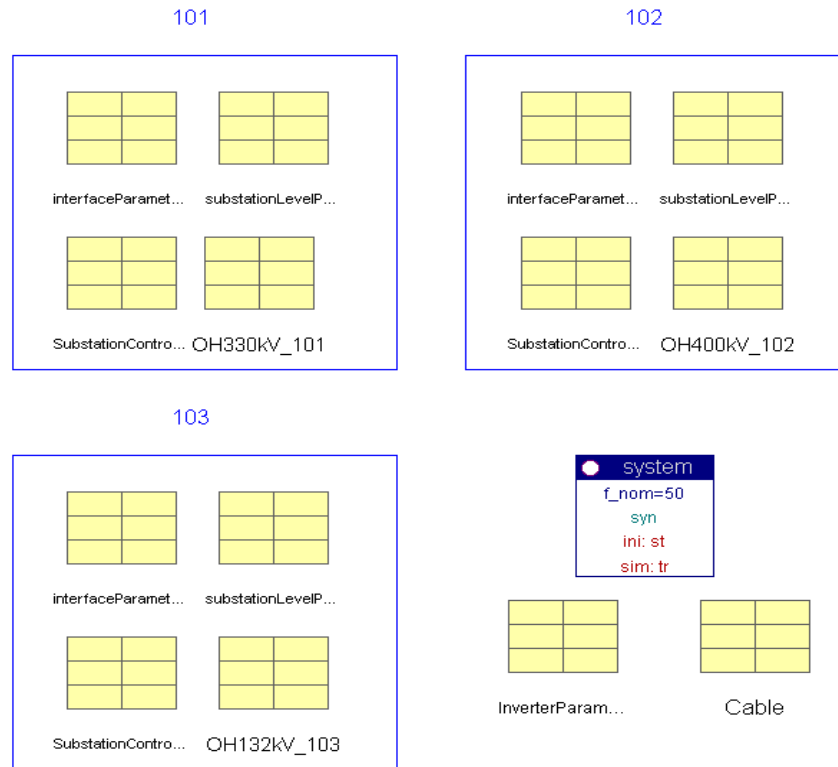 101
102
interfaceParamet... substationLevelP...
interfaceParamet... substationLevelP...
SubstationContro... OH330kV_101
SubstationContro... OH400kV_102
103
system
f_nom=50
syn
ini: st
sim: tr
interfaceParamet... substationLevelP...
InverterParam... Cable
SubstationContro... OH132kV_103